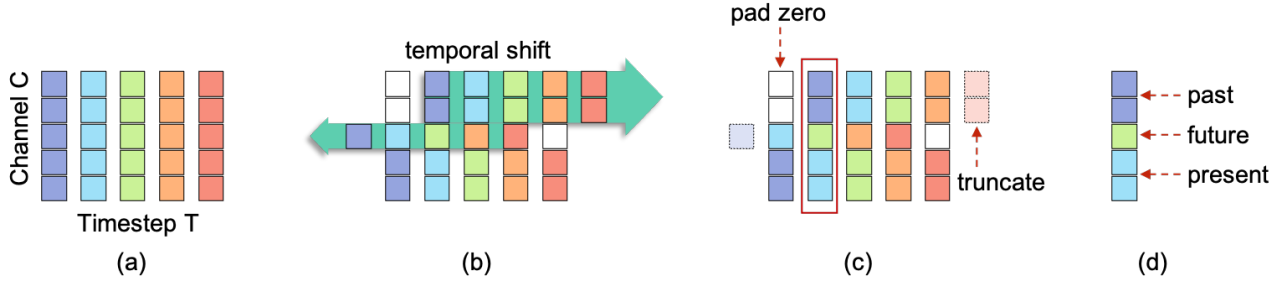 Channel C
Timestep T
(a)
temporal shift
(b)
pad zero
truncate
(c)
past
future
present
(d)